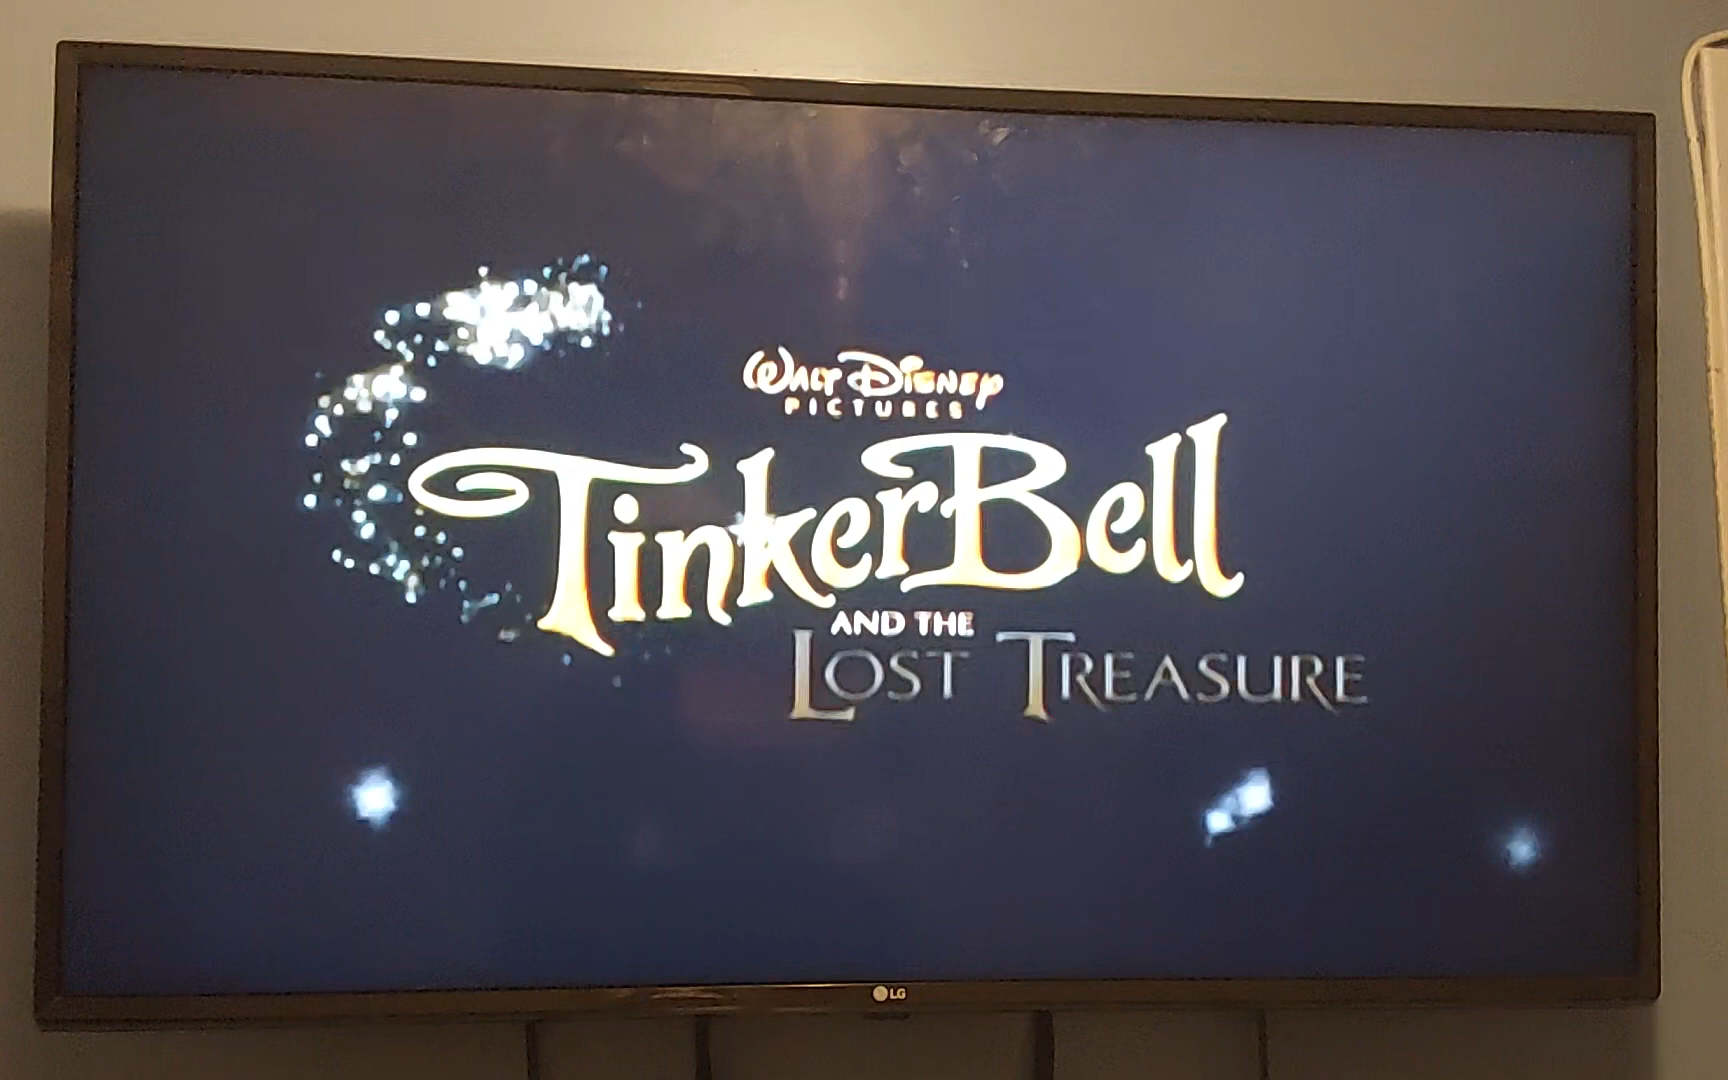 WALT DISNEY
PICTURES
TinkerBell
AND THE
LOST TREASURE
LG